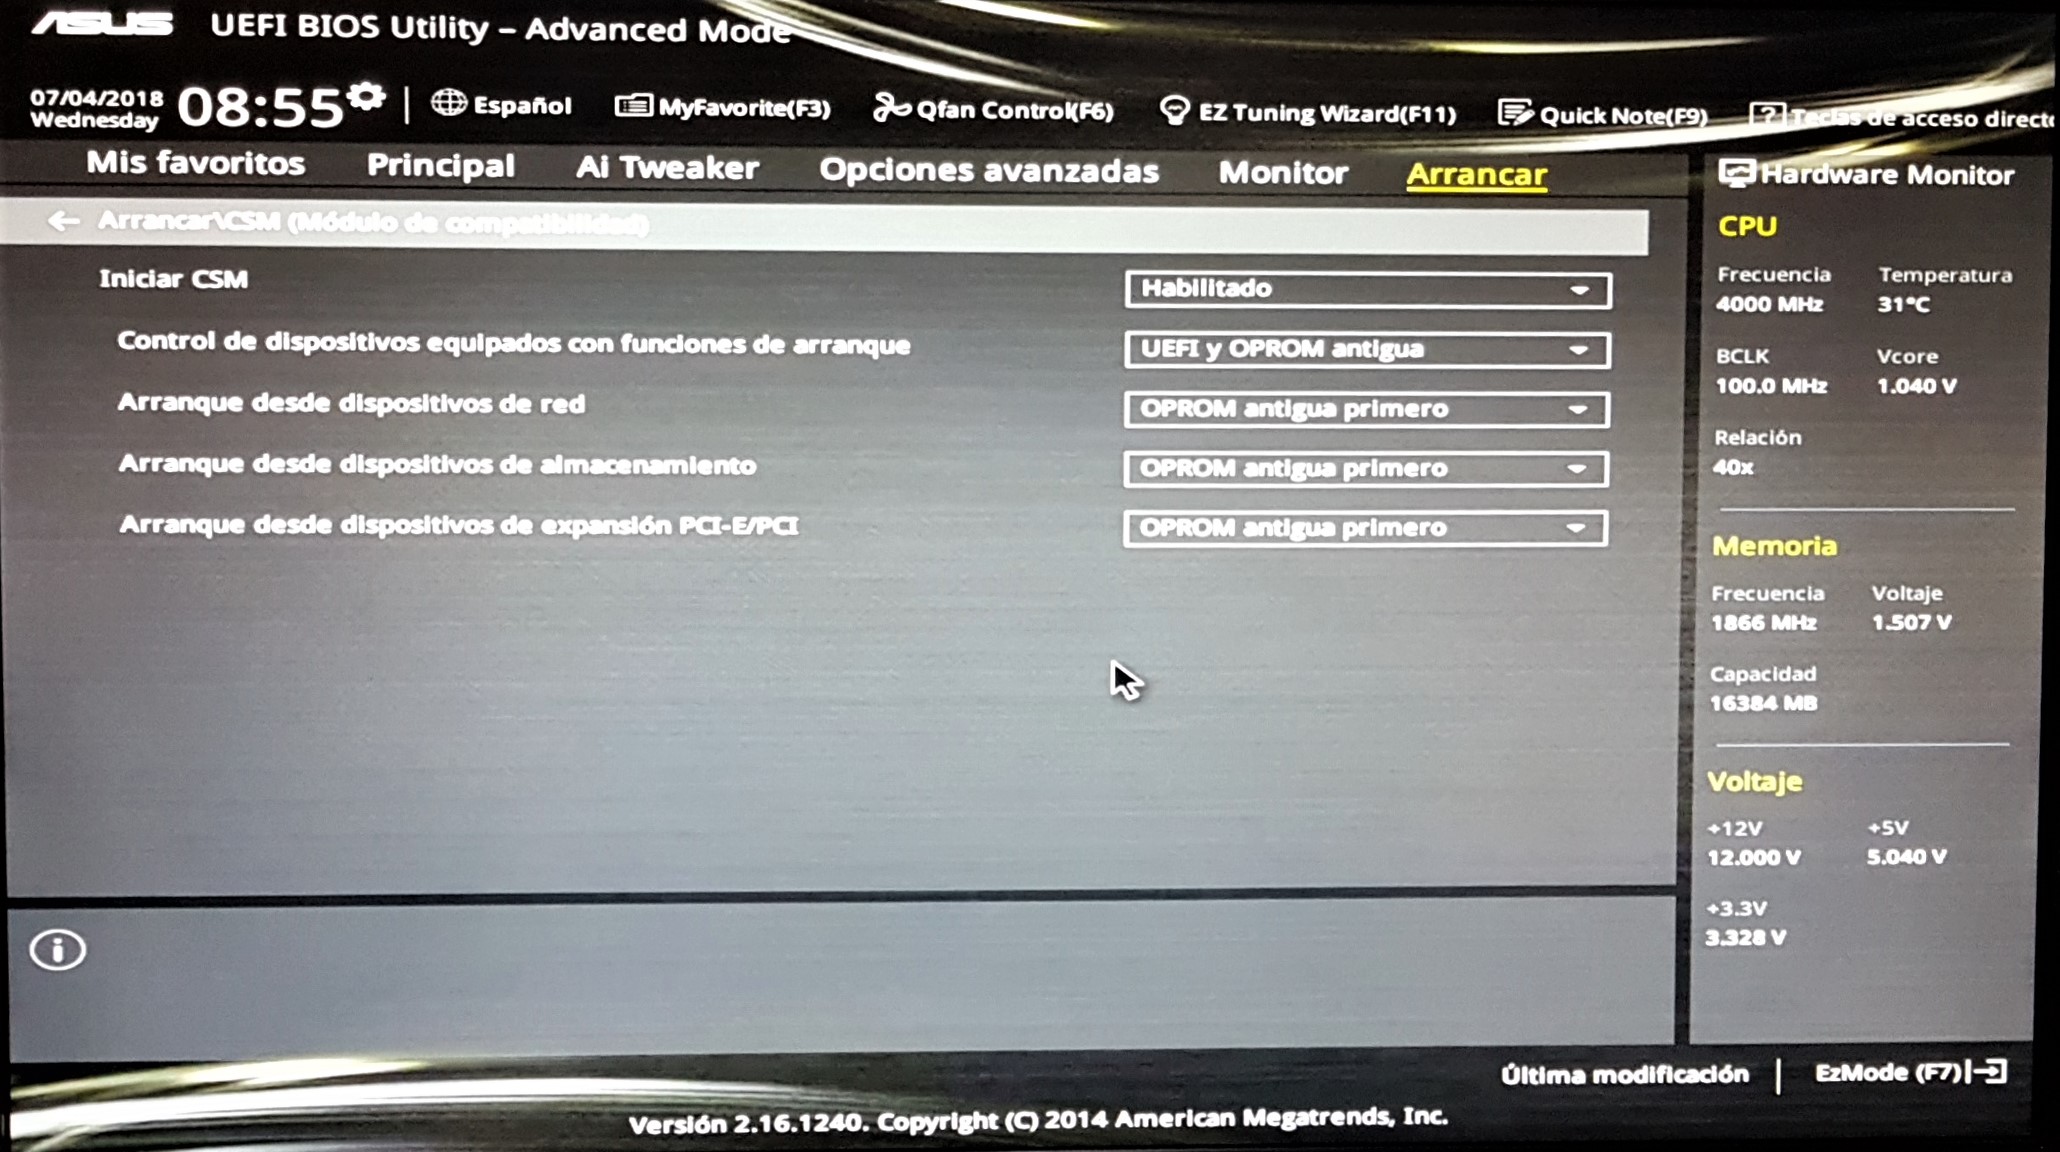 ASUS UEFI BIOS Utility – Advanced Mode
07/04/2018
Wednesday
08:55
Español
MyFavorite(F3)
Qfan Control(F6)
EZ Tuning Wizard(F11)
Quick Note(F9)
Teclas de acceso directo
Mis favoritos
Principal
Ai Tweaker
Opciones avanzadas
Monitor
Arrancar
Arrancar\CSM (Módulo de compatibilidad)
Iniciar CSM
Habilitado
Control de dispositivos equipados con funciones de arranque
UEFI y OPROM antigua
Arranque desde dispositivos de red
OPROM antigua primero
Arranque desde dispositivos de almacenamiento
OPROM antigua primero
Arranque desde dispositivos de expansión PCI-E/PCI
OPROM antigua primero
Hardware Monitor
CPU
Frecuencia Temperatura
4000 MHz 31°C
BCLK Vcore
100.0 MHz 1.040 V
Relación
40x
Memoria
Frecuencia Voltaje
1866 MHz 1.507 V
Capacidad
16384 MB
Voltaje
+12V +5V
12.000 V 5.040 V
+3.3V
3.328 V
Última modificación
EzMode (F7)
Versión 2.16.1240. Copyright (C) 2014 American Megatrends, Inc.